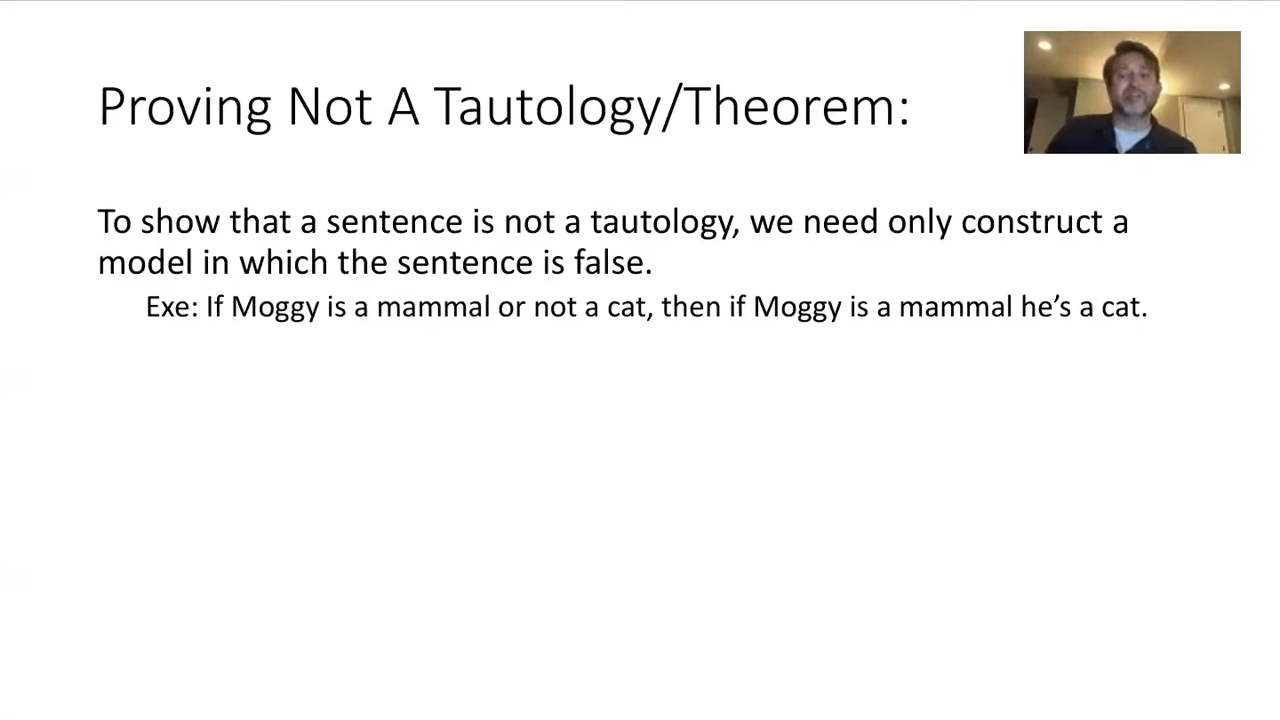 Proving Not A Tautology/Theorem:
To show that a sentence is not a tautology, we need only construct a
model in which the sentence is false.
Exe: If Moggy is a mammal or not a cat, then if Moggy is a mammal he’s a cat.